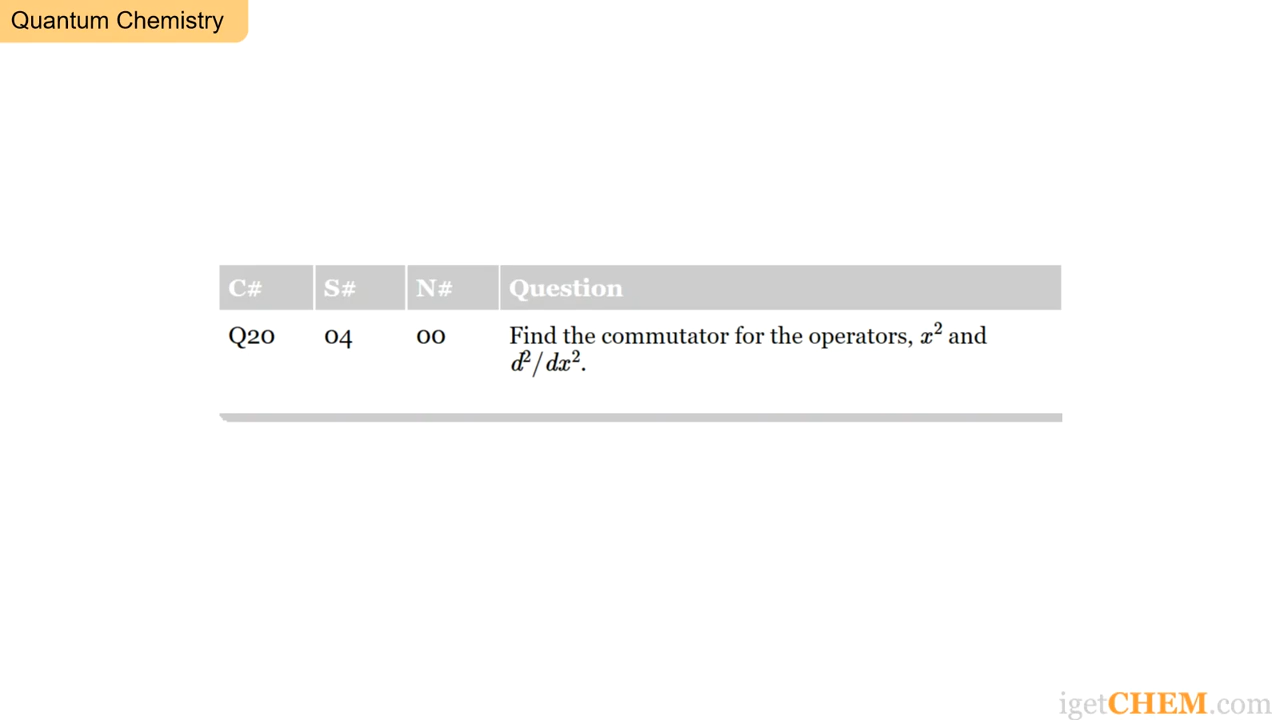 Quantum Chemistry
C# S# N# Question
Q20 04 00 Find the commutator for the operators, x² and
d²/dx².
igetCHEM.com